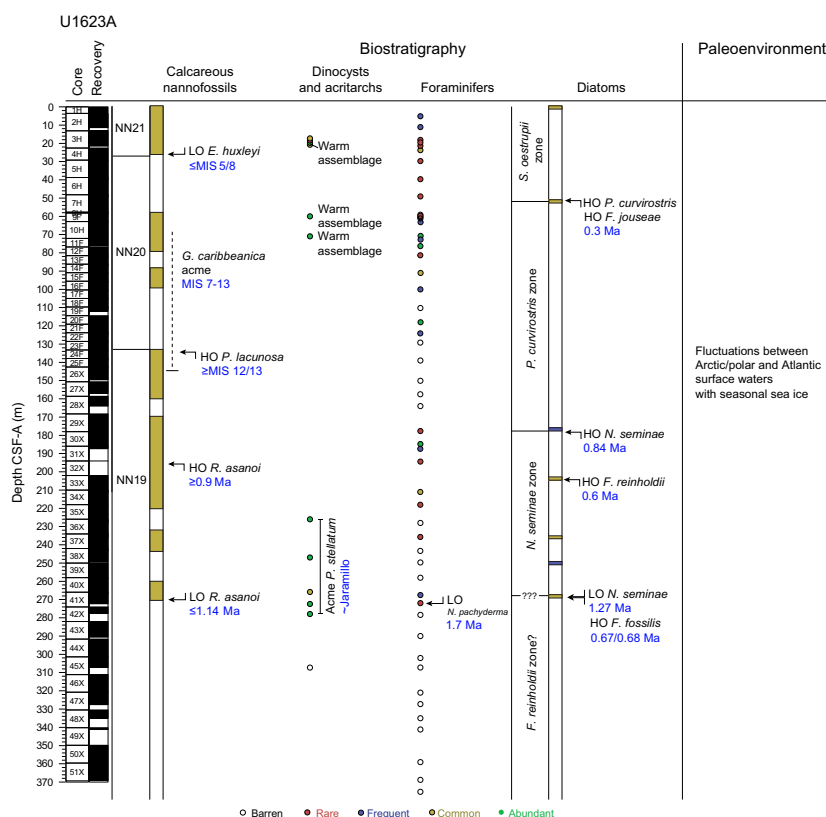 U1623A
Biostratigraphy
Paleoenvironment
Core
Recovery
Calcareous
nannofossils
Dinocysts
and acritarchs
Foraminifers
Diatoms
Depth CSF-A (m)
0
10
20
30
40
50
60
70
80
90
100
110
120
130
140
150
160
170
180
190
200
210
220
230
240
250
260
270
280
290
300
310
320
330
340
350
360
370
1H
2H
3H
4H
5H
6H
7H
9F
10H
11F
12F
13F
14F
15F
16F
17F
18F
19F
20F
21F
22F
23F
24F
25F
26X
27X
28X
29X
30X
31X
32X
33X
34X
35X
36X
37X
38X
39X
40X
41X
42X
43X
44X
45X
46X
47X
48X
49X
50X
51X
NN21
NN20
NN19
LO E. huxleyi
≤MIS 5/8
G. caribbeanica
acme
MIS 7-13
HO P. lacunosa
≥MIS 12/13
HO R. asanoi
≥0.9 Ma
LO R. asanoi
≤1.14 Ma
Warm
assemblage
Warm
assemblage
Warm
assemblage
Acme P. stellatum
~Jaramillo
LO
N. pachyderma
1.7 Ma
S. oestrupii
zone
P. curvirostris zone
N. seminae zone
???
F. reinholdii zone?
HO P. curvirostris
HO F. jouseae
0.3 Ma
HO N. seminae
0.84 Ma
HO F. reinholdii
0.6 Ma
LO N. seminae
1.27 Ma
HO F. fossilis
0.67/0.68 Ma
Fluctuations between
Arctic/polar and Atlantic
surface waters
with seasonal sea ice
Barren
Rare
Frequent
Common
Abundant